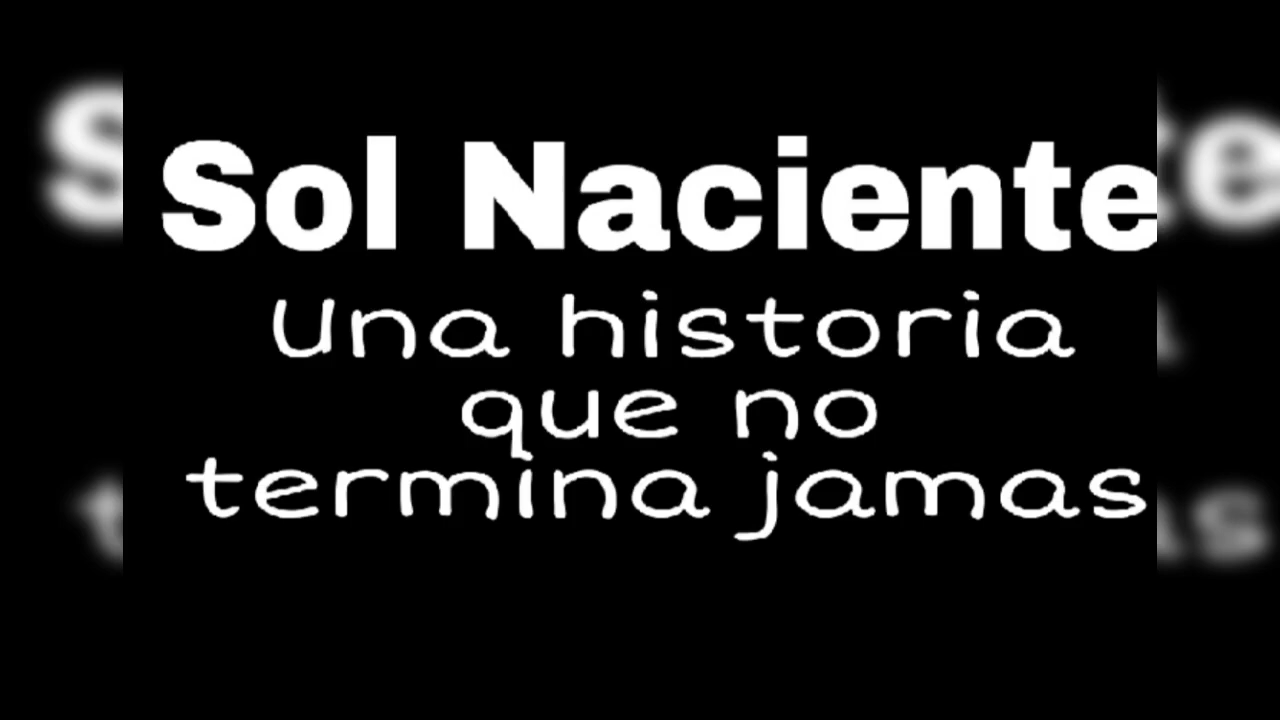 Sol Naciente
Una historia
que no
termina jamas